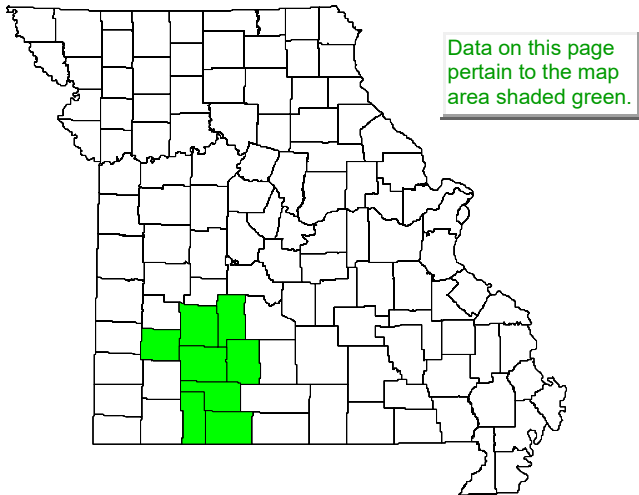 Data on this page
pertain to the map
area shaded green.